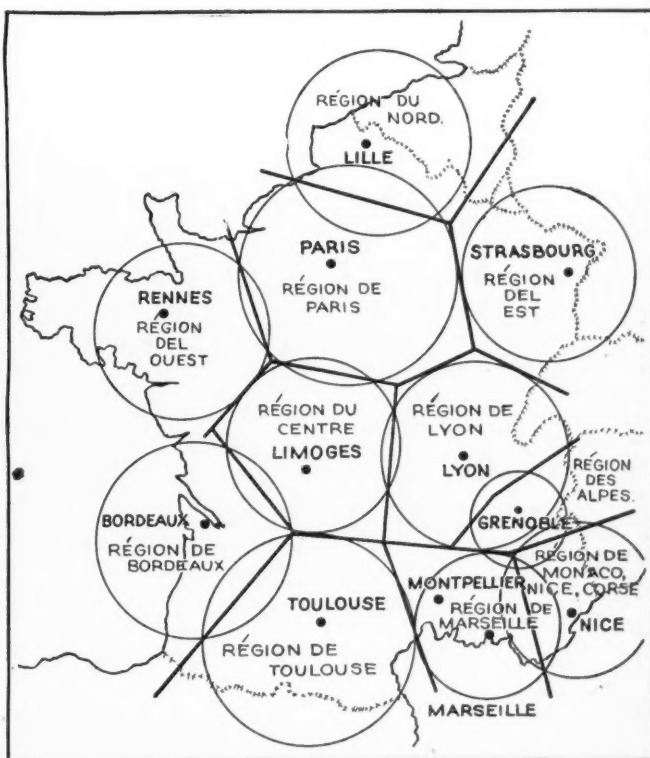 RÉGION DU
NORD.
LILLE
PARIS
RÉGION DE
PARIS
STRASBOURG
RÉGION
DEL
EST
RENNES
RÉGION
DEL
OUEST
RÉGION DU
CENTRE
LIMOGES
RÉGION DE
LYON
LYON
RÉGION
DES
ALPES.
GRENOBLE
BORDEAUX
RÉGION DE
BORDEAUX
RÉGION DE
MONACO,
NICE, CORSE
NICE
MONTPELLIER
RÉGION DE
MARSEILLE
TOULOUSE
RÉGION DE
TOULOUSE
MARSEILLE